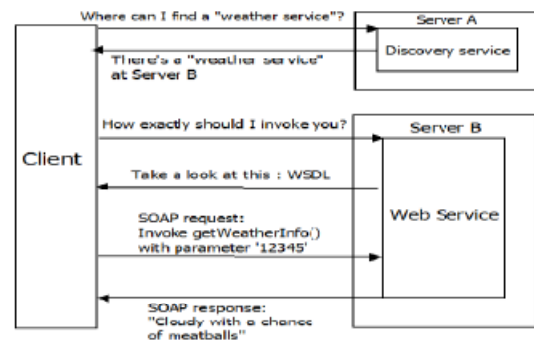 Where can I find a "weather service"?
Server A
Discovery service
There's a "weather service"
at Server B
How exactly should I invoke you?
Server B
Client
Take a look at this : WSDL
Web Service
SOAP request:
Invoke getWeatherInfo()
with parameter '12345'
SOAP response:
"Cloudy with a chance
of meatballs"